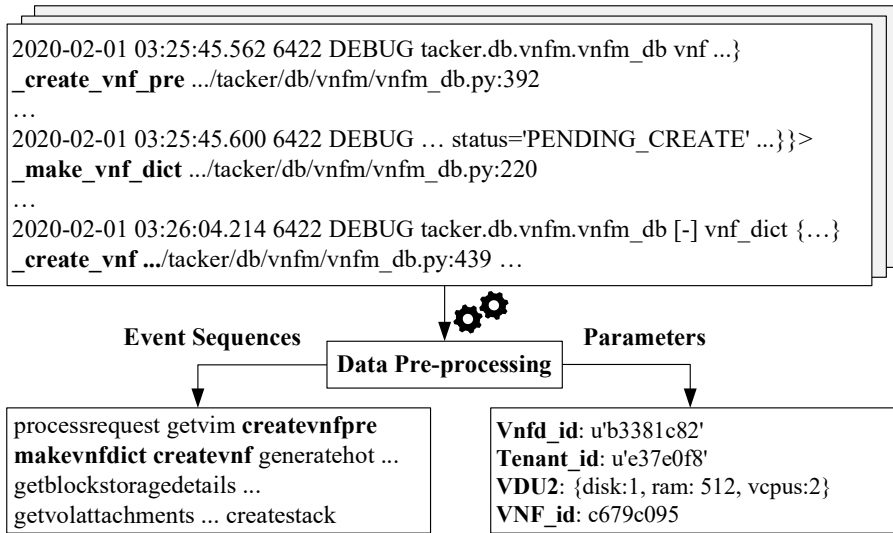 2020-02-01 03:25:45.562 6422 DEBUG tacker.db.vnfm.vnfm_db vnf ...}
_create_vnf_pre .../tacker/db/vnfm/vnfm_db.py:392
…
2020-02-01 03:25:45.600 6422 DEBUG … status='PENDING_CREATE' ...}}>
_make_vnf_dict .../tacker/db/vnfm/vnfm_db.py:220
…
2020-02-01 03:26:04.214 6422 DEBUG tacker.db.vnfm.vnfm_db [-] vnf_dict {…}
_create_vnf .../tacker/db/vnfm/vnfm_db.py:439 …
Event Sequences
Parameters
Data Pre-processing
processrequest getvim createvnfpre
makevnfdict createvnf generatehot ...
getblockstoragedetails ...
getvolattachments ... createstack
Vnfd_id: u'b3381c82'
Tenant_id: u'e37e0f8'
VDU2: {disk:1, ram: 512, vcpus:2}
VNF_id: c679c095